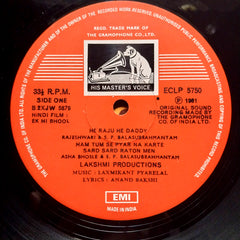 RECO. TRADE MARK OF
THE GRAMOPHONE CO. LTD.
HIS MASTER'S VOICE
33⅓ R.P.M.
SIDE ONE
S 2XJW 5679
HINDI FILM :
EK HI BHOOL
ECLP 5750
℗ 1981
ORIGINAL SOUND
RECORDING MADE BY
THE GRAMOPHONE CO.
OF INDIA LTD.
HE RAJU HE DADDY
RAJESHWARI & S. P. BALASUBRAHMANYAM
HAM TUM SE PYAR NA KARTE
SARD SARD RATON MEN
ASHA BHOSLE & S. P. BALASUBRAHMANYAM
LAKSHMI PRODUCTIONS
MUSIC : LAXMIKANT PYARELAL
LYRICS : ANAND BAKSHI
EMI
MADE IN INDIA